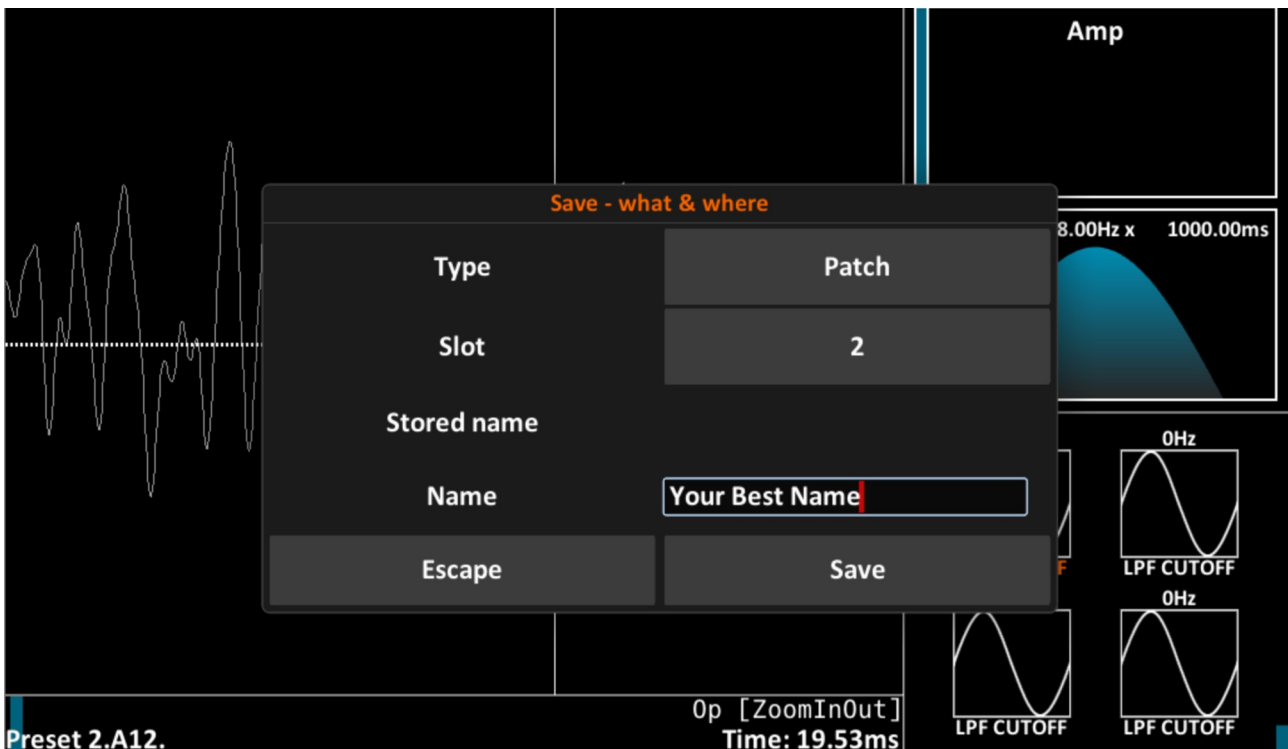 Amp
Save - what & where
8.00Hz x 1000.00ms
Type Patch
Slot 2
Stored name
Name Your Best Name
Escape Save
0Hz
F LPF CUTOFF
0Hz
LPF CUTOFF LPF CUTOFF
Op [ZoomInOut]
Preset 2.A12. Time: 19.53ms